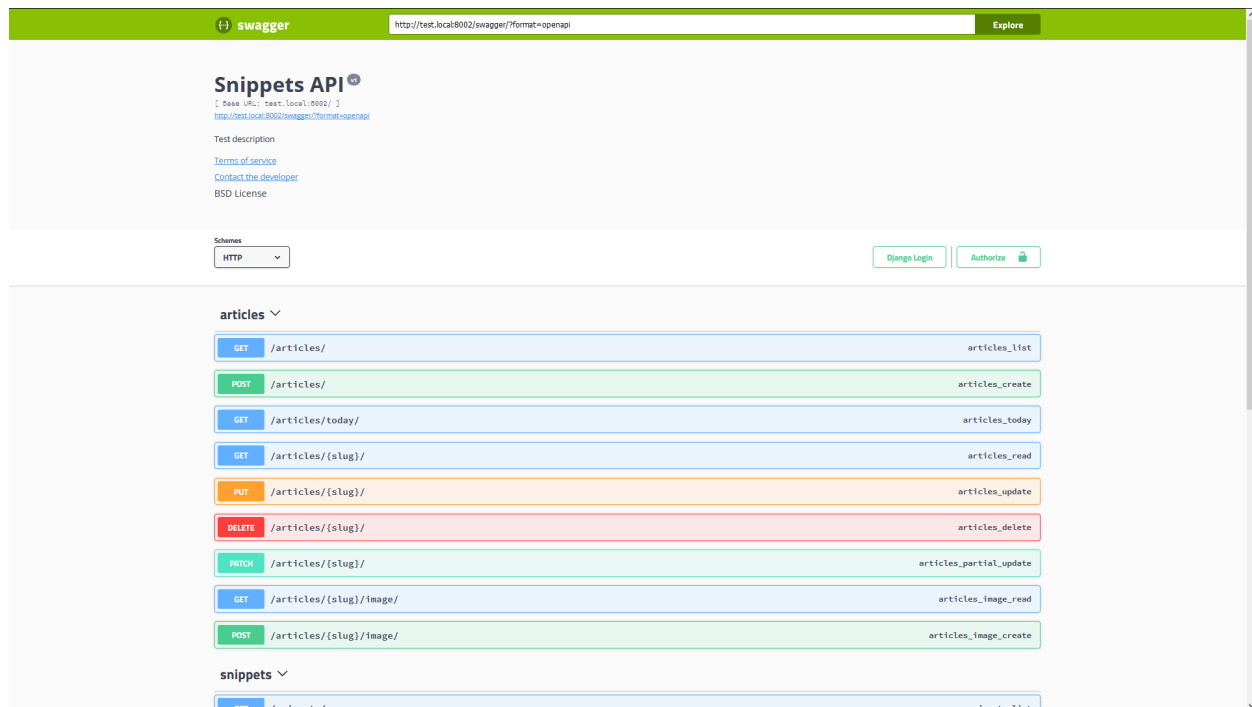 swagger
http://test.local:8002/swagger/?format=openapi
Explore
Snippets API v1
[ Base URL: test.local:8002/ ]
http://test.local:8002/swagger/?format=openapi
Test description
Terms of service
Contact the developer
BSD License
Schemes
HTTP
Django Login
Authorize
articles
GET /articles/ articles_list
POST /articles/ articles_create
GET /articles/today/ articles_today
GET /articles/{slug}/ articles_read
PUT /articles/{slug}/ articles_update
DELETE /articles/{slug}/ articles_delete
PATCH /articles/{slug}/ articles_partial_update
GET /articles/{slug}/image/ articles_image_read
POST /articles/{slug}/image/ articles_image_create
snippets